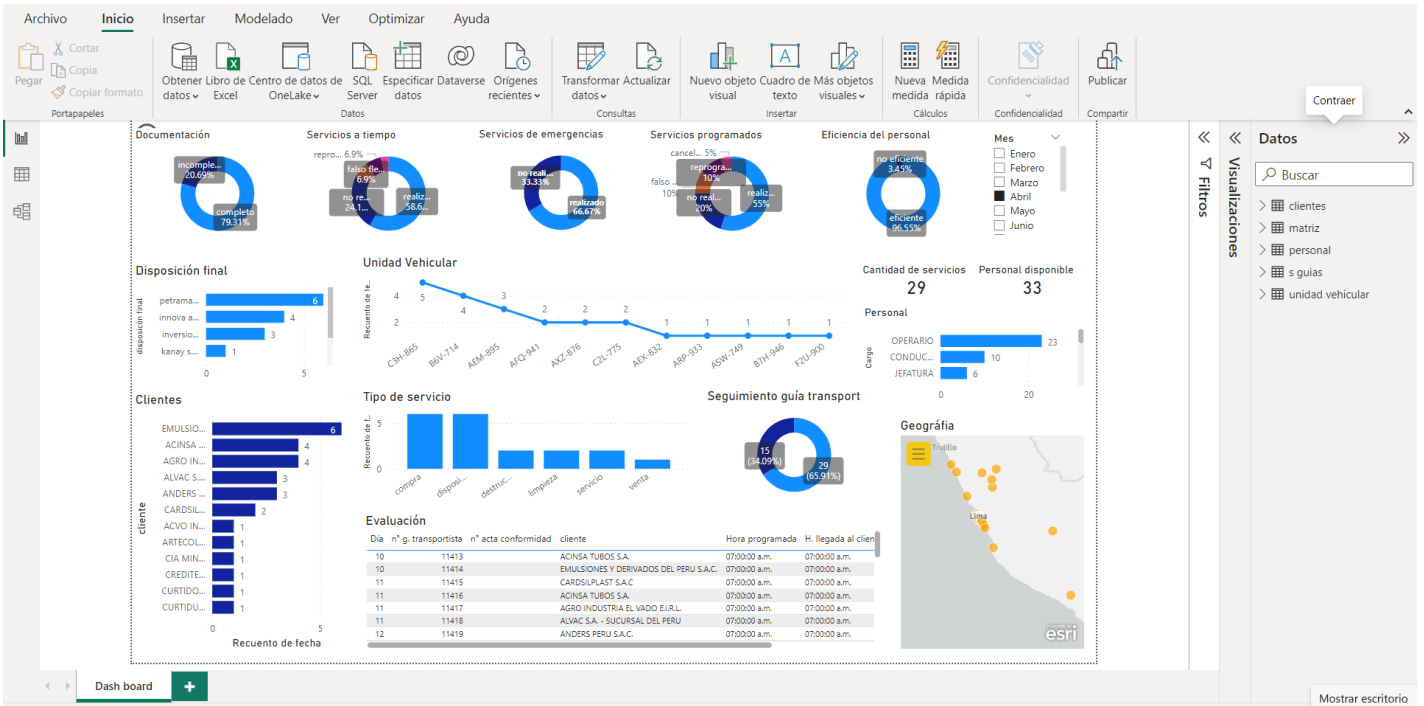 Archivo Inicio Insertar Modelado Ver Optimizar Ayuda
Pegar
Cortar
Copia
Copiar formato
Portapapeles
Obtener datos
Libro de Excel
Centro de datos de OneLake
SQL Server
Especificar datos
Dataverse
Orígenes recientes
Datos
Transformar datos
Actualizar
Consultas
Nuevo objeto visual
Cuadro de texto
Más objetos visuales
Insertar
Nueva medida
Medida rápida
Cálculos
Confidencialidad
Confidencialidad
Publicar
Compartir
Contraer
Documentación
incomple...
20.69%
completo
79.31%
Servicios a tiempo
repro... 6.9%
falso fle...
6.9%
no re...
24.1...
realiz...
58.6...
Servicios de emergencias
no reali...
33.33%
realizado
66.67%
Servicios programados
cancel... 5%
reprogra...
10%
falso ...
10%
no real...
20%
realiz...
55%
Eficiencia del personal
no eficiente
3.45%
eficiente
96.55%
Mes
Enero
Febrero
Marzo
Abril
Mayo
Junio
Filtros
Visualizaciones
Datos
Buscar
clientes
matriz
personal
s guias
unidad vehicular
Disposición final
disposición final
petrama... 6
innova a... 4
inversio... 3
kanay s.... 1
0 5
Unidad Vehicular
Recuento de fe...
4
2
5 4 3 2 2 2 1 1 1 1 1
C3H-865 B6V-714 AEM-895 AFQ-941 AXZ-876 C2L-775 AEX-832 ARP-933 ASW-749 B7H-946 F2U-900
Cantidad de servicios
29
Personal disponible
33
Personal
Cargo
OPERARIO 23
CONDUC... 10
JEFATURA 6
0 20
Clientes
cliente
EMULSIO... 6
ACINSA ... 4
AGRO IN... 4
ALVAC S.... 3
ANDERS ... 3
CARDSIL... 2
ACVO IN... 1
ARTECOL... 1
CIA MIN... 1
CREDITE... 1
CURTIDO... 1
CURTIDU... 1
0 5
Recuento de fecha
Tipo de servicio
Recuento de f...
5
0
compra disposi... destruc... limpieza servicio venta
Seguimiento guía transport
15
(34.09%)
29
(65.91%)
Geográfia
Trujillo
Lima
POWERED BY
esri
Evaluación
Día n° g. transportista n° acta conformidad cliente Hora programada H. llegada al clien
10 11413 ACINSA TUBOS S.A. 07:00:00 a.m. 07:00:00 a.m.
10 11414 EMULSIONES Y DERIVADOS DEL PERU S.A.C. 07:00:00 a.m. 07:00:00 a.m.
11 11415 CARDSILPLAST S.A.C 07:00:00 a.m. 07:00:00 a.m.
11 11416 ACINSA TUBOS S.A. 07:00:00 a.m. 07:00:00 a.m.
11 11417 AGRO INDUSTRIA EL VADO E.I.R.L. 07:00:00 a.m. 07:00:00 a.m.
11 11418 ALVAC S.A. - SUCURSAL DEL PERU 07:00:00 a.m. 07:00:00 a.m.
12 11419 ANDERS PERU S.A.C. 07:00:00 a.m. 07:00:00 a.m.
Dash board
Mostrar escritorio